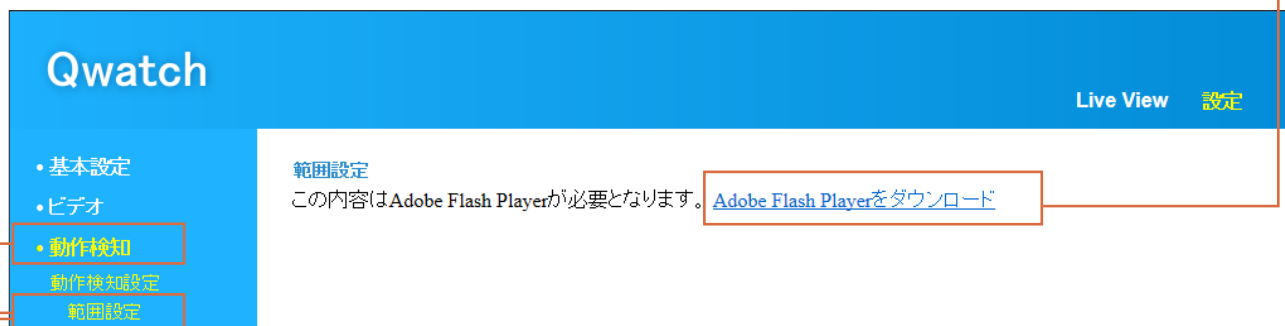 Qwatch
Live View 設定
・基本設定
・ビデオ
・動作検知
動作検知設定
範囲設定
範囲設定
この内容はAdobe Flash Playerが必要となります。Adobe Flash Playerをダウンロード